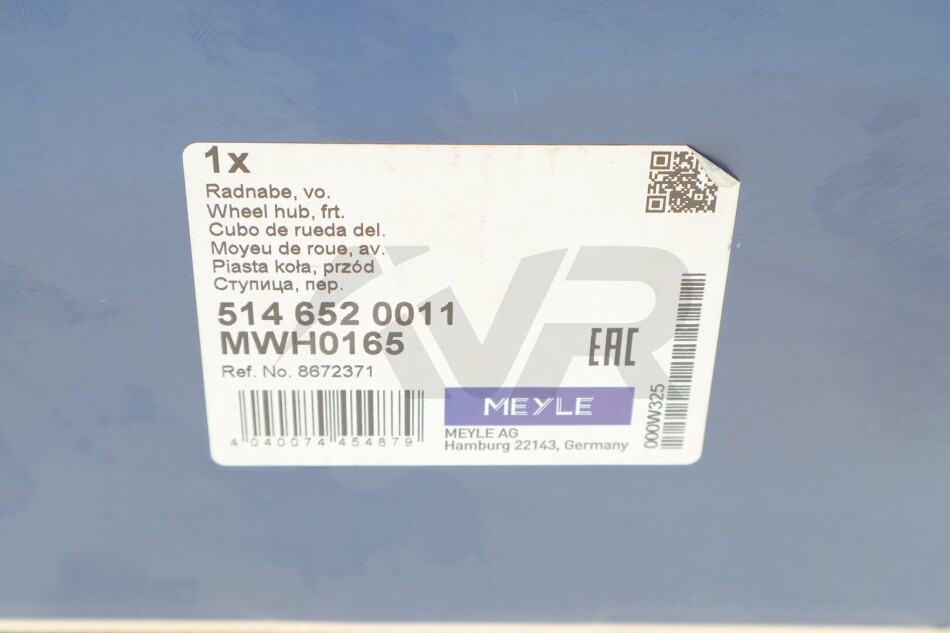 1x
Radnabe, vo.
Wheel hub, frt.
Cubo de rueda del.
Moyeu de roue, av.
Piasta koła, przód
Ступица, пер.
514 652 0011
MWH0165
Ref. No. 8672371
4 040074 454879
EAC
MEYLE
MEYLE AG
Hamburg 22143, Germany
000W325
VR